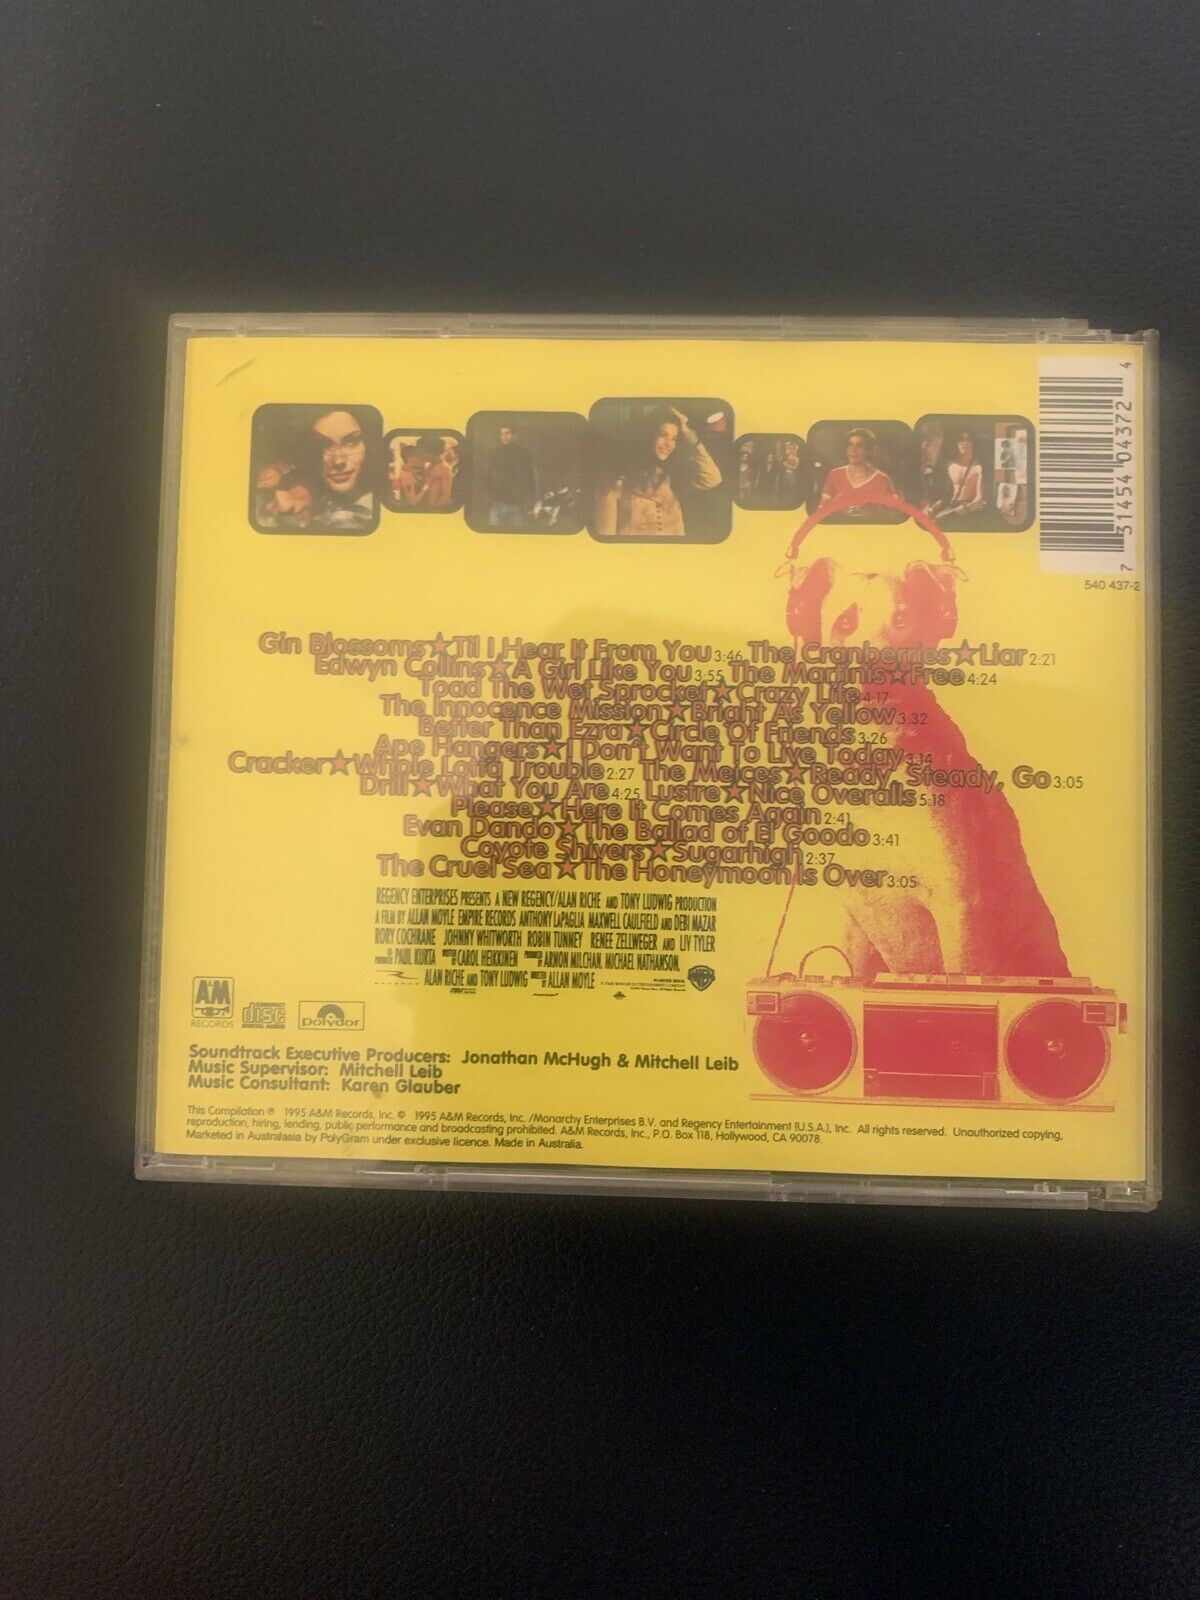 7 31454 04372 4
540 437-2
Gin Blossoms★Til I Hear It From You 3:46 The Cranberries★Liar 2:21
Edwyn Collins★A Girl Like You 3:55 The Martinis★Free 4:24
Toad The Wet Sprocket★Crazy Life 4:17
The Innocence Mission★Bright As Yellow 3:32
Better Than Ezra★Circle Of Friends 3:26
Ape Hangers★I Don't Want To Live Today 3:14
Cracker★Whole Lotta Trouble 2:27 The Meices★Ready, Steady, Go 3:05
Drill★What You Are 4:25 Lustre★Nice Overalls 5:18
Please★Here It Comes Again 2:41
Evan Dando★The Ballad of El Goodo 3:41
Coyote Shivers★Sugarhigh 2:37
The Cruel Sea★The Honeymoon Is Over 3:05
REGENCY ENTERPRISES PRESENTS A NEW REGENCY/ALAN RICHE AND TONY LUDWIG PRODUCTION
A FILM BY ALLAN MOYLE EMPIRE RECORDS ANTHONY LAPAGLIA MAXWELL CAULFIELD AND DEBI MAZAR
RORY COCHRANE JOHNNY WHITWORTH ROBIN TUNNEY RENEE ZELLWEGER AND LIV TYLER
PAUL KURTA CAROL HEIKKINEN PRODUCED BY ARNON MILCHAN, MICHAEL NATHANSON,
ALAN RICHE AND TONY LUDWIG DIRECTED BY ALLAN MOYLE
A&M RECORDS
COMPACT disc DIGITAL AUDIO
polydor
Soundtrack Executive Producers: Jonathan McHugh & Mitchell Leib
Music Supervisor: Mitchell Leib
Music Consultant: Karen Glauber
This Compilation ℗ 1995 A&M Records, Inc. © 1995 A&M Records, Inc. /Monarchy Enterprises B.V. and Regency Entertainment (U.S.A.), Inc. All rights reserved. Unauthorized copying,
reproduction, hiring, lending, public performance and broadcasting prohibited. A&M Records, Inc., P.O. Box 118, Hollywood, CA 90078.
Marketed in Australasia by PolyGram under exclusive licence. Made in Australia.